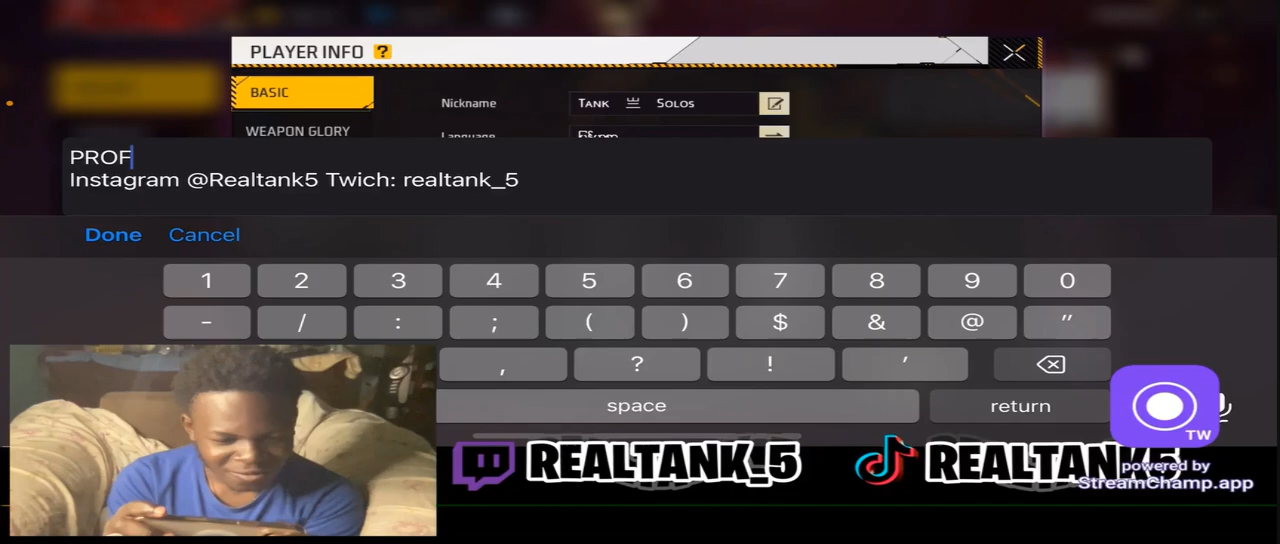 PLAYER INFO ?
BASIC
Nickname
TANK SOLOS
WEAPON GLORY
Language
PROF
Instagram @Realtank5 Twich: realtank_5
Done Cancel
1 2 3 4 5 6 7 8 9 0
- / : ; ( ) $ & @ "
, ? ! '
space return
TW
REALTANK_5 REALTANK5
powered by
StreamChamp.app